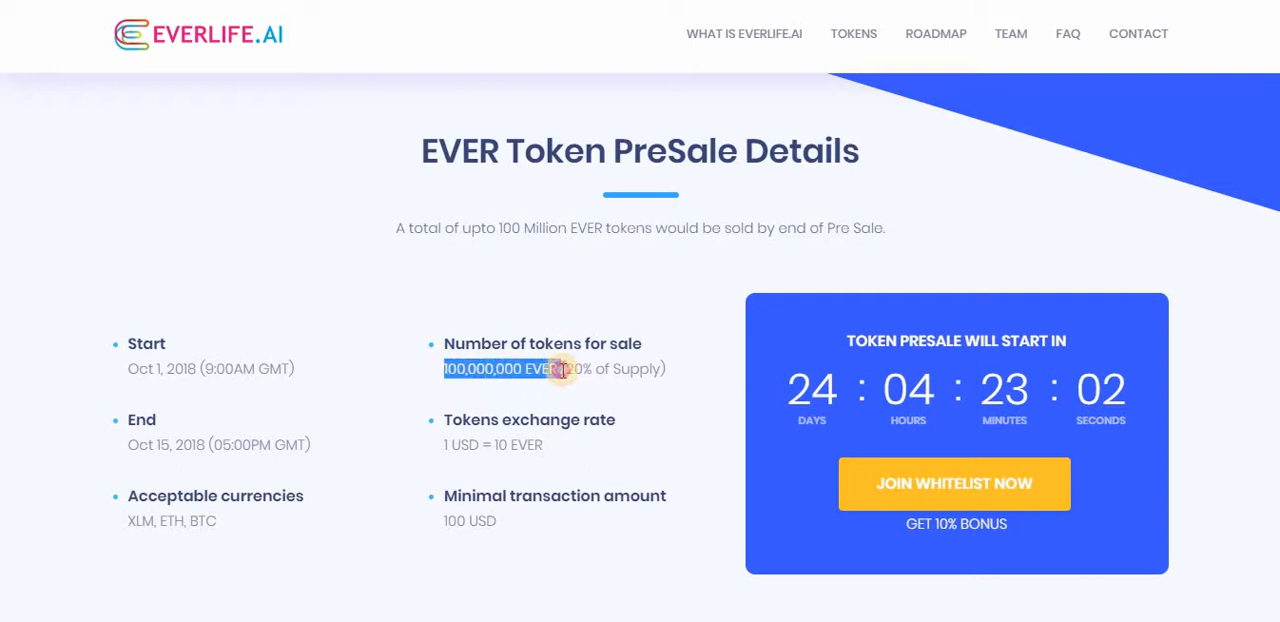 EVERLIFE.AI
WHAT IS EVERLIFE.AI TOKENS ROADMAP TEAM FAQ CONTACT
EVER Token PreSale Details
A total of upto 100 Million EVER tokens would be sold by end of Pre Sale.
Start
Oct 1, 2018 (9:00AM GMT)
End
Oct 15, 2018 (05:00PM GMT)
Acceptable currencies
XLM, ETH, BTC
Number of tokens for sale
100,000,000 EVER (20% of Supply)
Tokens exchange rate
1 USD = 10 EVER
Minimal transaction amount
100 USD
TOKEN PRESALE WILL START IN
24 : 04 : 23 : 02
DAYS HOURS MINUTES SECONDS
JOIN WHITELIST NOW
GET 10% BONUS